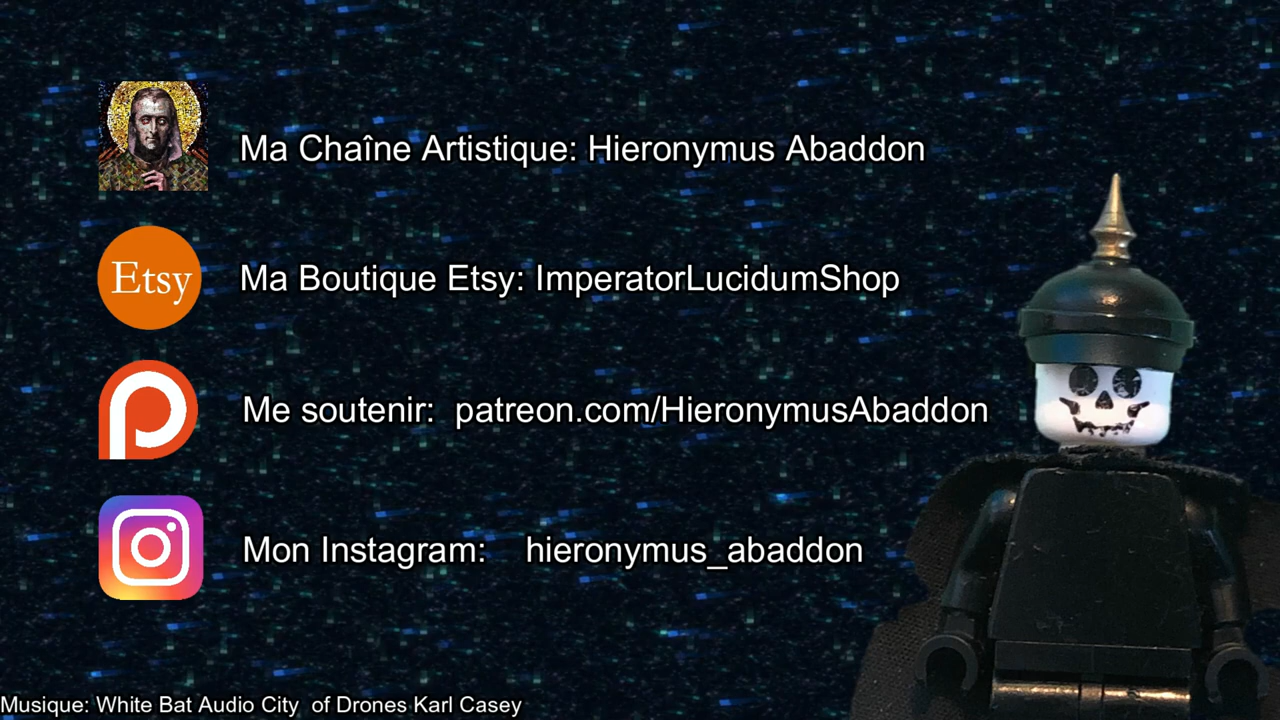 Ma Chaîne Artistique: Hieronymus Abaddon
Etsy
Ma Boutique Etsy: ImperatorLucidumShop
Me soutenir: patreon.com/HieronymusAbaddon
Mon Instagram: hieronymus_abaddon
Musique: White Bat Audio City of Drones Karl Casey